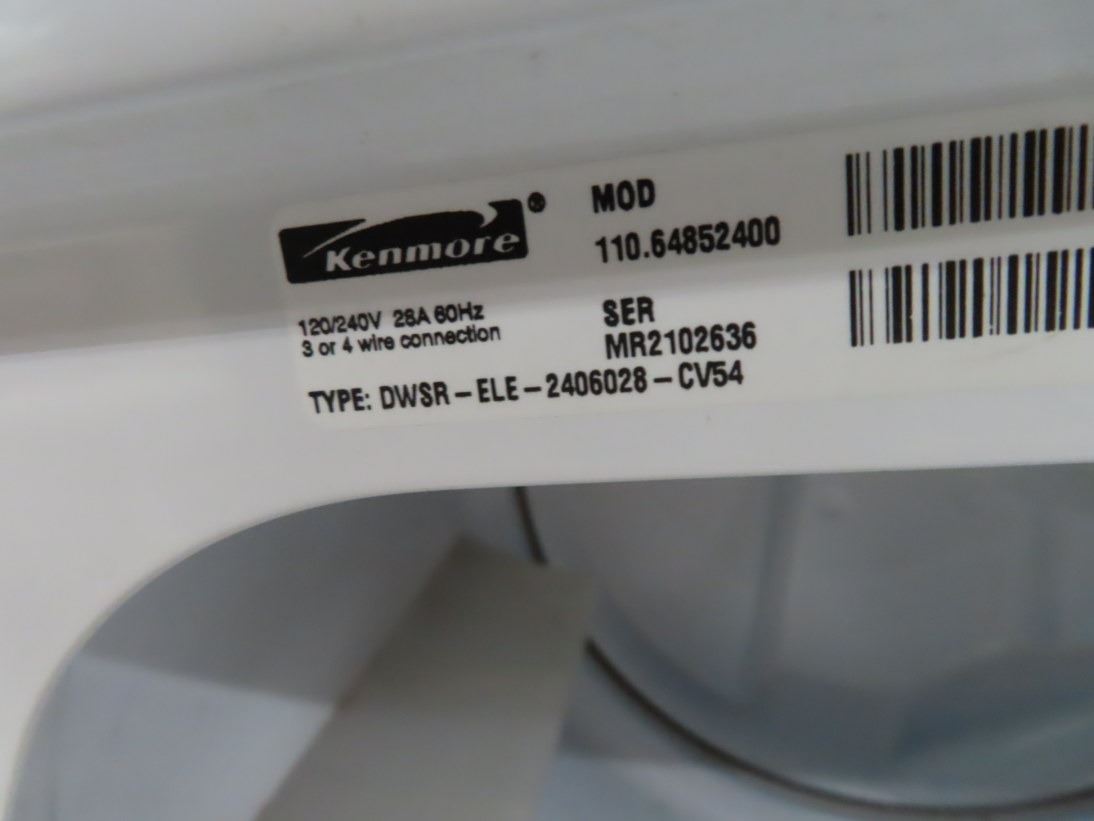 Kenmore®
MOD
110.64852400
120/240V 28A 60Hz
3 or 4 wire connection
SER
MR2102636
TYPE: DWSR-ELE-2406028-CV54